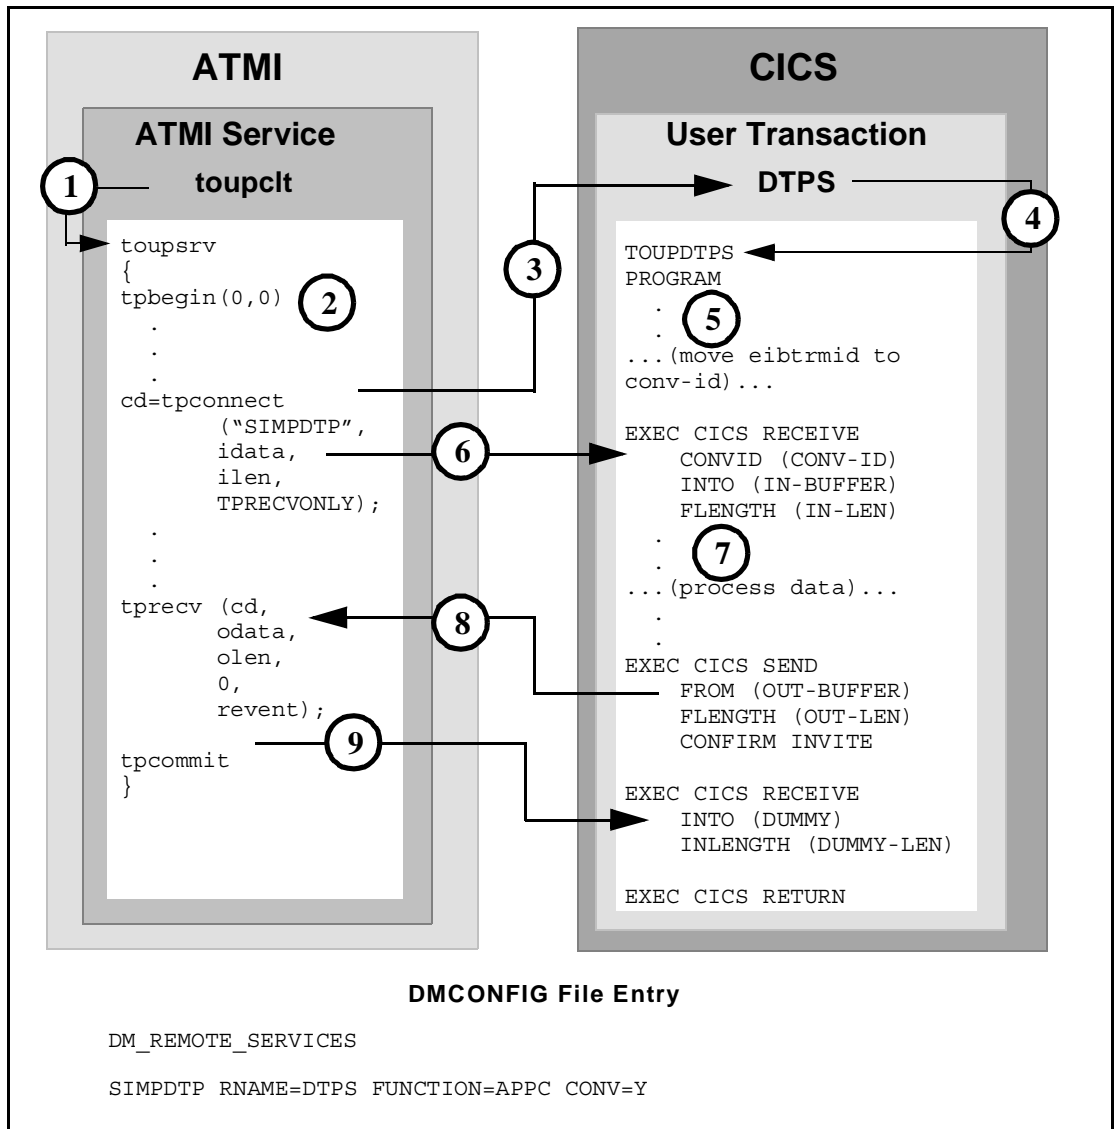 ATMI
ATMI Service
toupclt
1
toupsrv
{
tpbegin(0,0)
2
.
.
.
cd=tpconnect
(“SIMPDTP”,
idata,
ilen,
TPRECVONLY);
.
.
.
tprecv (cd,
odata,
olen,
0,
revent);
tpcommit
}
3
6
8
9
CICS
User Transaction
DTPS
4
TOUPDTPS
PROGRAM
.
5
.
...(move eibtrmid to
conv-id)...
EXEC CICS RECEIVE
CONVID (CONV-ID)
INTO (IN-BUFFER)
FLENGTH (IN-LEN)
.
7
.
...(process data)...
.
.
EXEC CICS SEND
FROM (OUT-BUFFER)
FLENGTH (OUT-LEN)
CONFIRM INVITE
EXEC CICS RECEIVE
INTO (DUMMY)
INLENGTH (DUMMY-LEN)
EXEC CICS RETURN
DMCONFIG File Entry
DM_REMOTE_SERVICES
SIMPDTP RNAME=DTPS FUNCTION=APPC CONV=Y